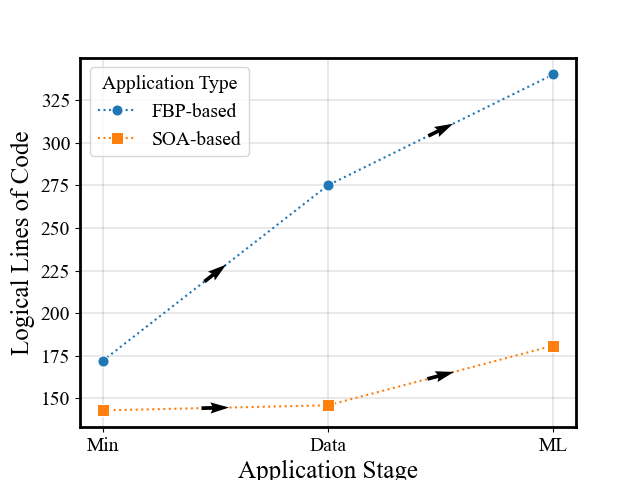 Application Type
FBP-based
SOA-based
325
300
275
250
225
200
175
150
Logical Lines of Code
Min
Data
ML
Application Stage